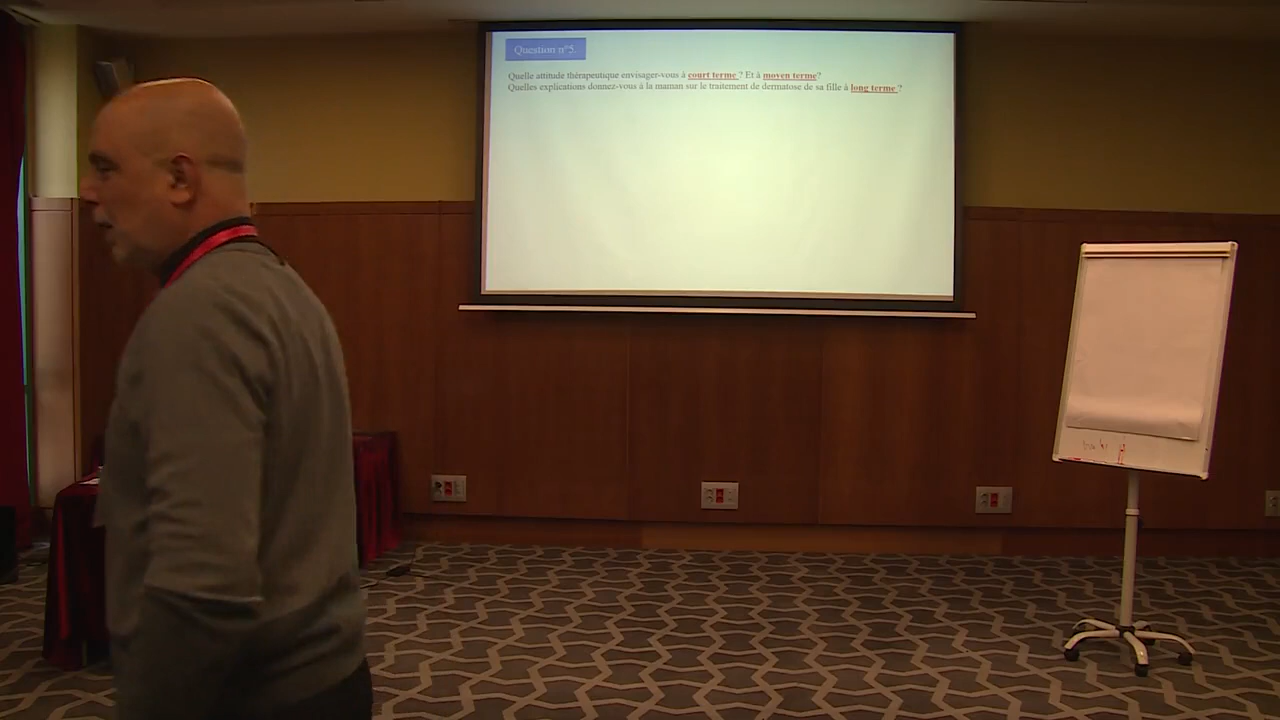 Question n°5.
Quelle attitude thérapeutique envisager-vous à court terme ? Et à moyen terme?
Quelles explications donnez-vous à la maman sur le traitement de dermatose de sa fille à long terme ?